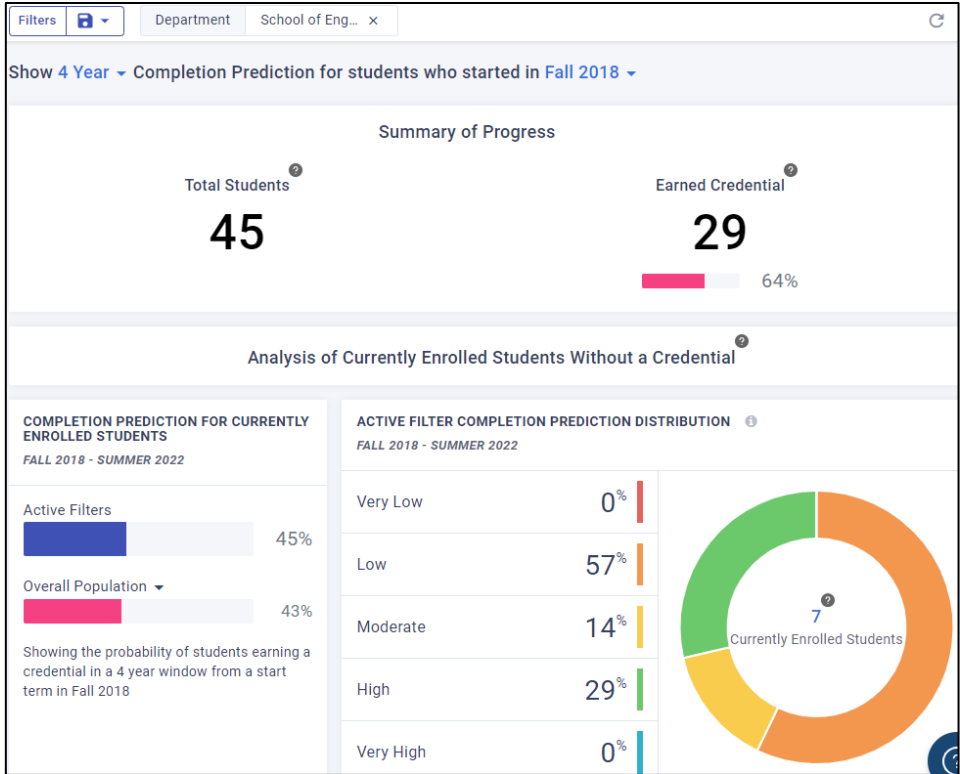 Filters
Department School of Eng... ×
Show 4 Year Completion Prediction for students who started in Fall 2018
Summary of Progress
Total Students ?
45
Earned Credential ?
29
64%
Analysis of Currently Enrolled Students Without a Credential ?
COMPLETION PREDICTION FOR CURRENTLY
ENROLLED STUDENTS
FALL 2018 - SUMMER 2022
Active Filters
45%
Overall Population
43%
Showing the probability of students earning a
credential in a 4 year window from a start
term in Fall 2018
ACTIVE FILTER COMPLETION PREDICTION DISTRIBUTION i
FALL 2018 - SUMMER 2022
Very Low 0%
Low 57%
Moderate 14%
High 29%
Very High 0%
?
7
Currently Enrolled Students
?